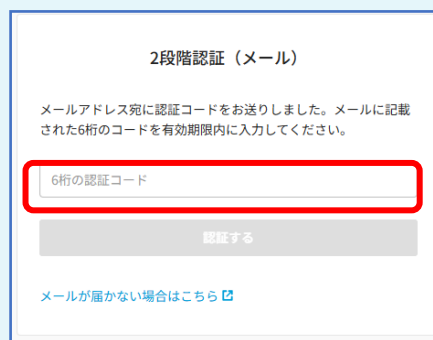 2段階認証（メール）
メールアドレス宛に認証コードをお送りしました。メールに記載
された6桁のコードを有効期限内に入力してください。
6桁の認証コード
認証する
メールが届かない場合はこちら